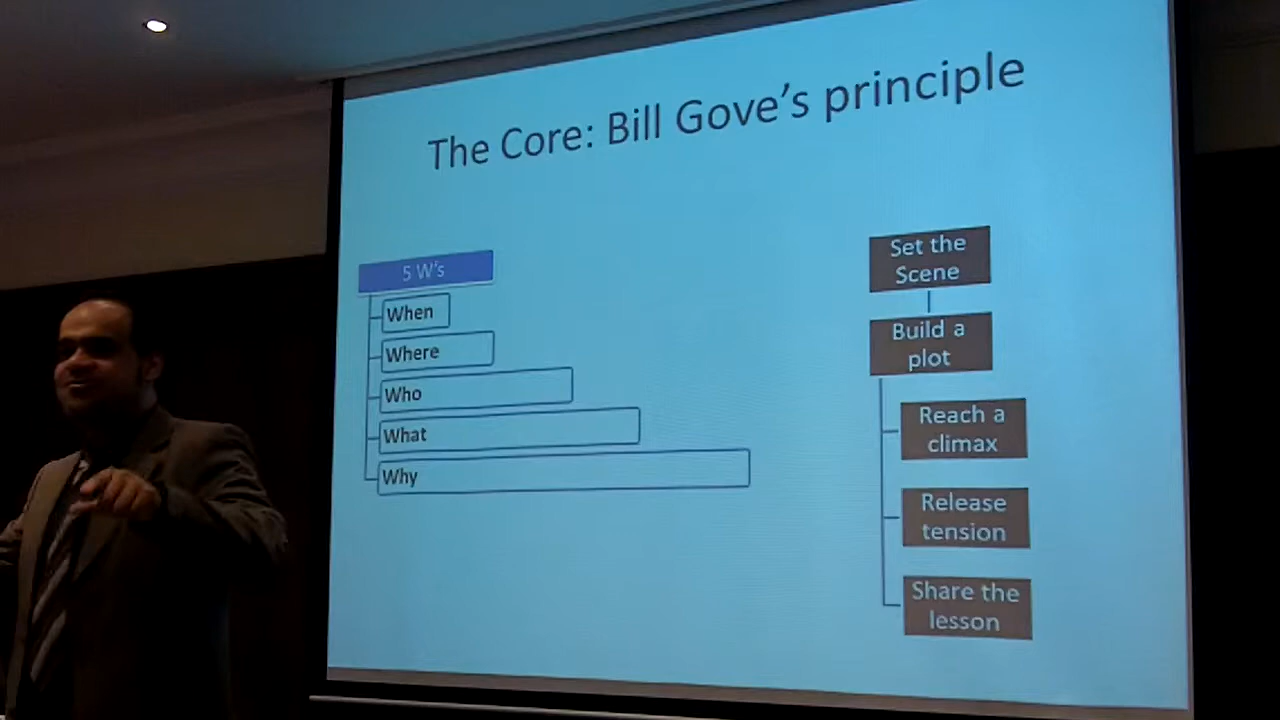 The Core: Bill Gove's principle
5 W's
When
Where
Who
What
Why
Set the
Scene
Build a
plot
Reach a
climax
Release
tension
Share the
lesson